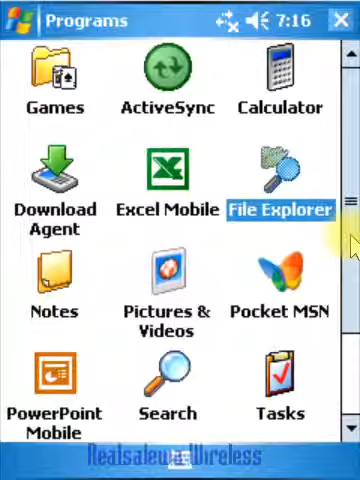 Programs 7:16
Games ActiveSync Calculator
Download Agent Excel Mobile File Explorer
Notes Pictures & Videos Pocket MSN
PowerPoint Mobile Search Tasks
Realsalewa Wireless